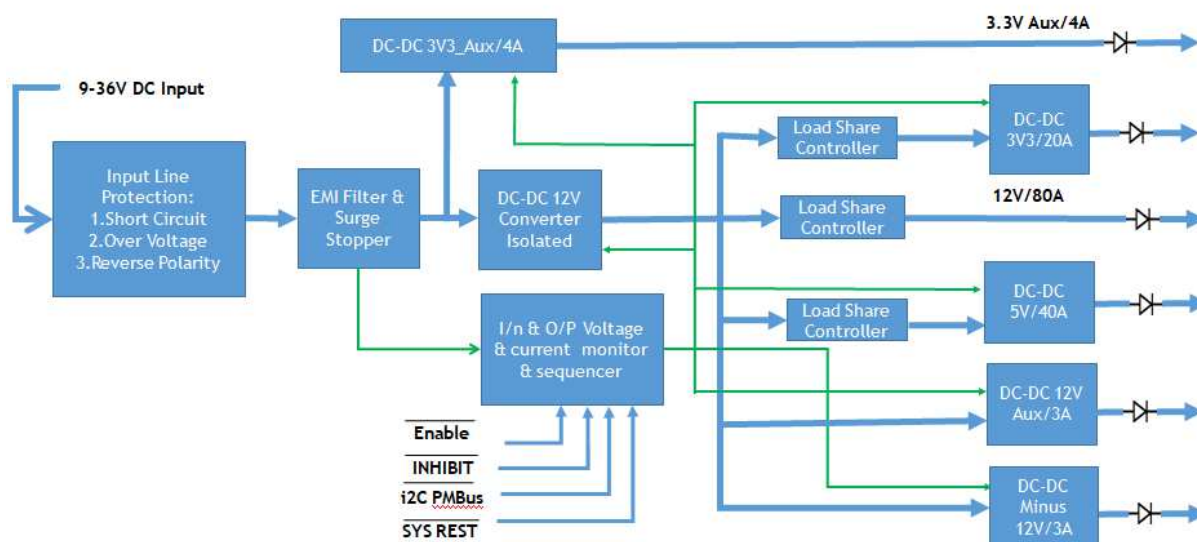 DC-DC 3V3_Aux/4A
3.3V Aux/4A
9-36V DC Input
Input Line
Protection:
1.Short Circuit
2.Over Voltage
3.Reverse Polarity
EMI Filter &
Surge
Stopper
DC-DC 12V
Converter
Isolated
Load Share
Controller
DC-DC
3V3/20A
Load Share
Controller
12V/80A
Load Share
Controller
DC-DC
5V/40A
I/n & O/P Voltage
& current monitor
& sequencer
DC-DC 12V
Aux/3A
DC-DC
Minus
12V/3A
Enable
INHIBIT
i2C PMBus
SYS REST